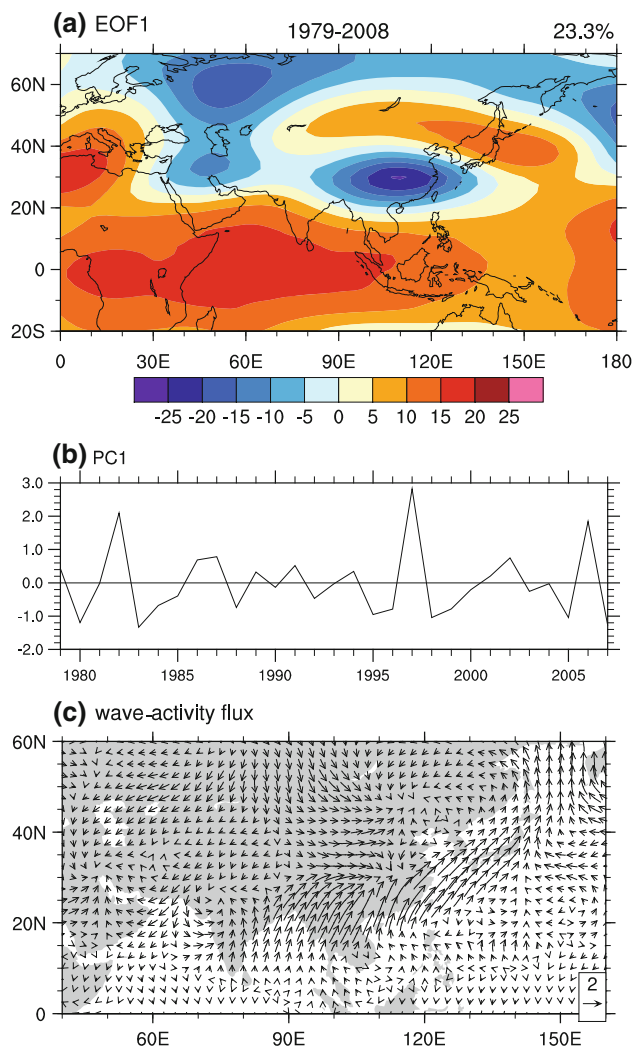 (a) EOF1 1979-2008 23.3%
60N
40N
20N
0
20S
0 30E 60E 90E 120E 150E 180
-25 -20 -15 -10 -5 0 5 10 15 20 25
(b) PC1
3.0
2.0
1.0
0.0
-1.0
-2.0
1980 1985 1990 1995 2000 2005
(c) wave-activity flux
60N
40N
20N
0
2
60E 90E 120E 150E